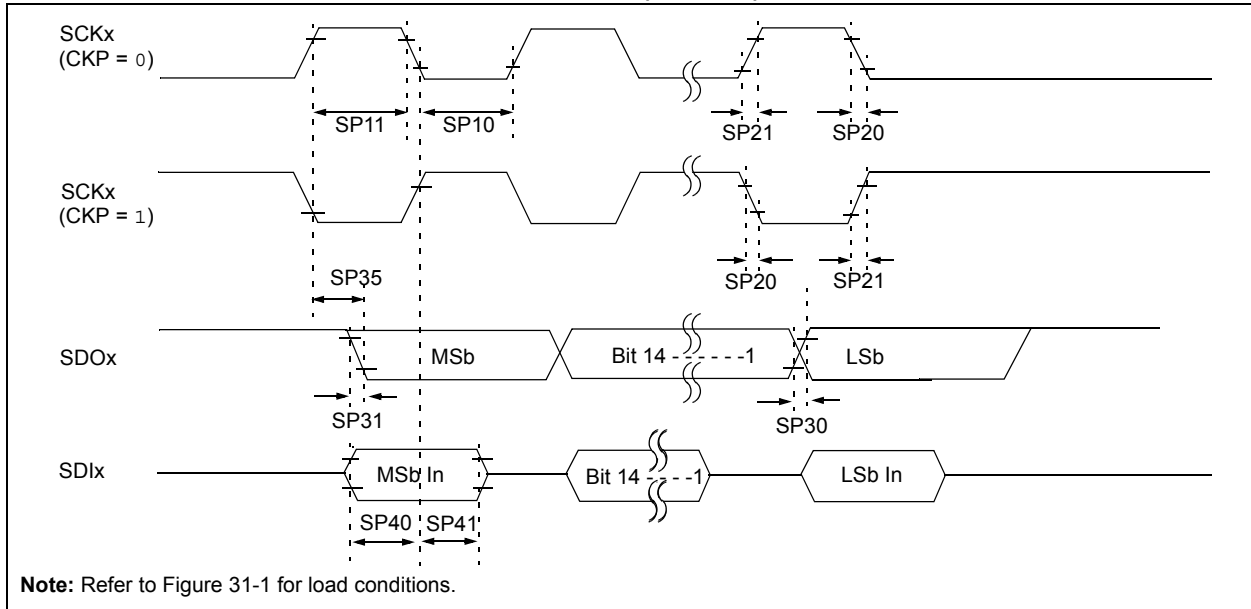 SCKx
(CKP = 0)
SP11
SP10
SP21
SP20
SCKx
(CKP = 1)
SP35
SP20
SP21
SDOx
MSb
Bit 14 - - - - - -1
LSb
SP31
SP30
SDIx
MSb In
Bit 14 - - - - -1
LSb In
SP40
SP41
Note: Refer to Figure 31-1 for load conditions.